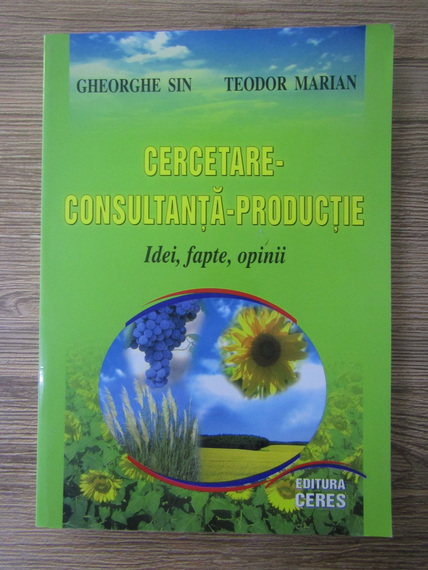 GHEORGHE SIN TEODOR MARIAN
CERCETARE-
CONSULTANȚĂ-PRODUCȚIE
Idei, fapte, opinii
EDITURA
CERES